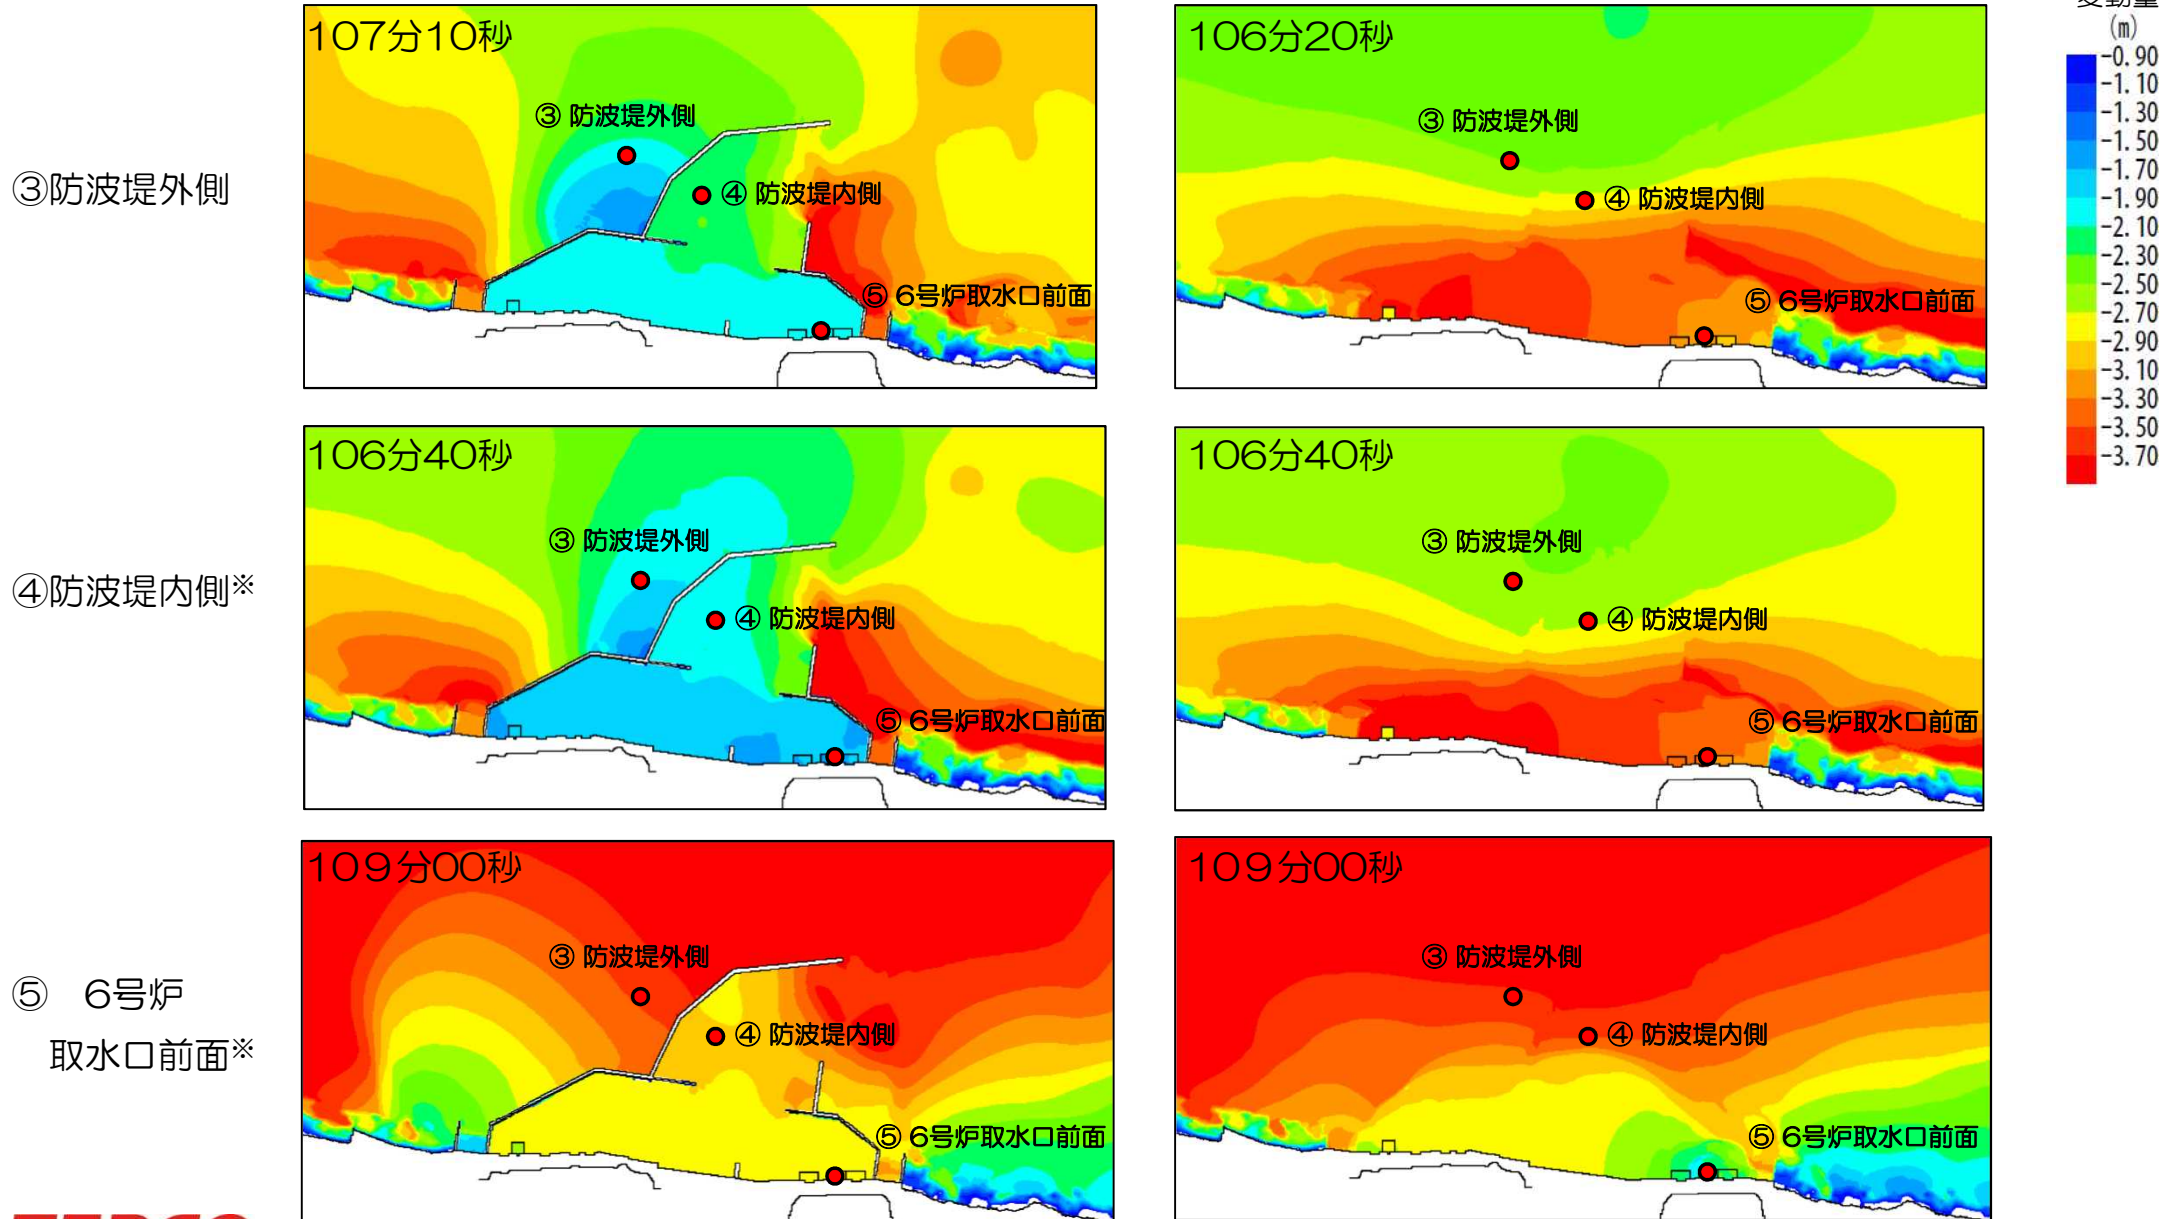 変動量
(m)
-0.90
-1.10
-1.30
-1.50
-1.70
-1.90
-2.10
-2.30
-2.50
-2.70
-2.90
-3.10
-3.30
-3.50
-3.70
③防波堤外側
107分10秒
③ 防波堤外側
④ 防波堤内側
⑤ 6号炉取水口前面
106分20秒
③ 防波堤外側
④ 防波堤内側
⑤ 6号炉取水口前面
④防波堤内側※
106分40秒
③ 防波堤外側
④ 防波堤内側
⑤ 6号炉取水口前面
106分40秒
③ 防波堤外側
④ 防波堤内側
⑤ 6号炉取水口前面
⑤ 6号炉
取水口前面※
109分00秒
③ 防波堤外側
④ 防波堤内側
⑤ 6号炉取水口前面
109分00秒
③ 防波堤外側
④ 防波堤内側
⑤ 6号炉取水口前面